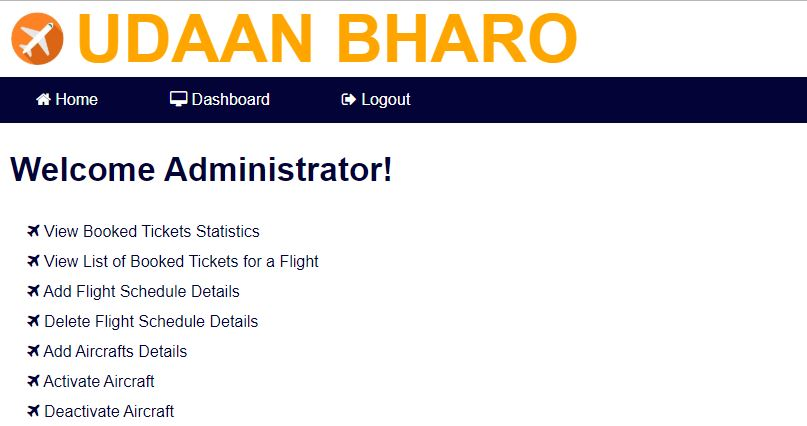 UDAAN BHARO
Home Dashboard Logout
Welcome Administrator!
View Booked Tickets Statistics
View List of Booked Tickets for a Flight
Add Flight Schedule Details
Delete Flight Schedule Details
Add Aircrafts Details
Activate Aircraft
Deactivate Aircraft